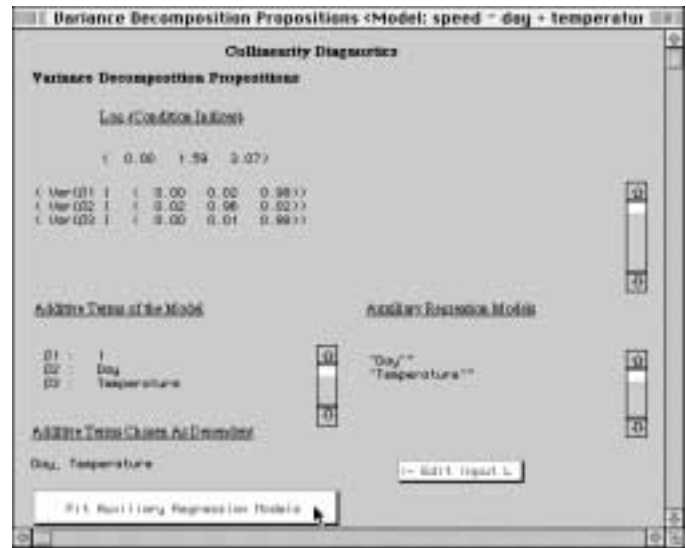 Variance Decomposition Propositions <Model: speed ~ day + temperatur
Collinearity Diagnostics
Variance Decomposition Propositions
Log (Condition Indices)
( 0.00 1.59 3.07)
( Var(β1 ) ( 0.00 0.02 0.98))
( Var(β2 ) ( 0.02 0.96 0.02))
( Var(β3 ) ( 0.00 0.01 0.99))
Additive Terms of the Model
Auxiliary Regression Models
β1 : 1
β2 : Day
β3 : Temperature
"Day~"
"Temperature~"
Additive Terms Chosen As Dependent
Day, Temperature
Edit Input
Fit Auxiliary Regression Models